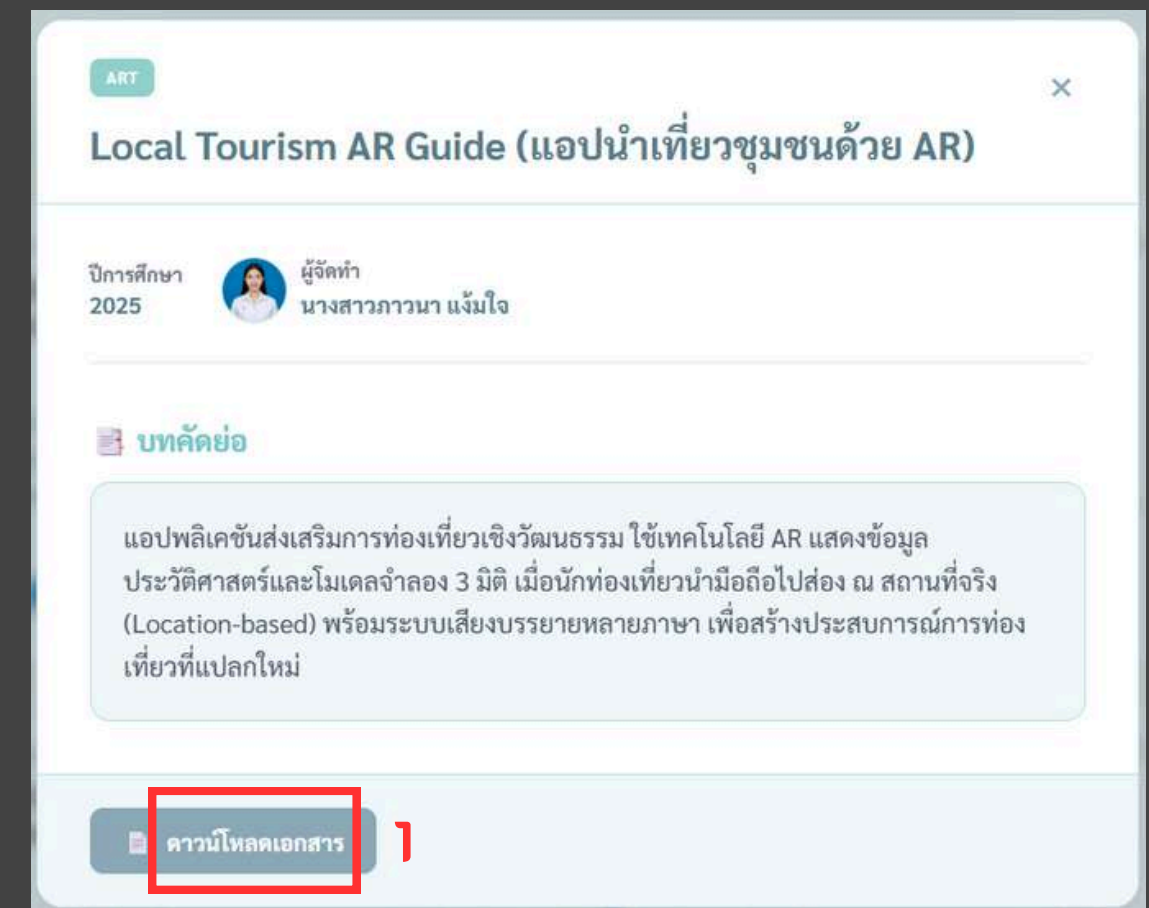 ART
×
Local Tourism AR Guide (แอปนำเที่ยวชุมชนด้วย AR)
ปีการศึกษา
2025
ผู้จัดทำ
นางสาวภาวนา แง้มใจ
บทคัดย่อ
แอปพลิเคชันส่งเสริมการท่องเที่ยวเชิงวัฒนธรรม ใช้เทคโนโลยี AR แสดงข้อมูล
ประวัติศาสตร์และโมเดลจำลอง 3 มิติ เมื่อนักท่องเที่ยวนำมือถือไปส่อง ณ สถานที่จริง
(Location-based) พร้อมระบบเสียงบรรยายหลายภาษา เพื่อสร้างประสบการณ์การท่อง
เที่ยวที่แปลกใหม่
ดาวน์โหลดเอกสาร